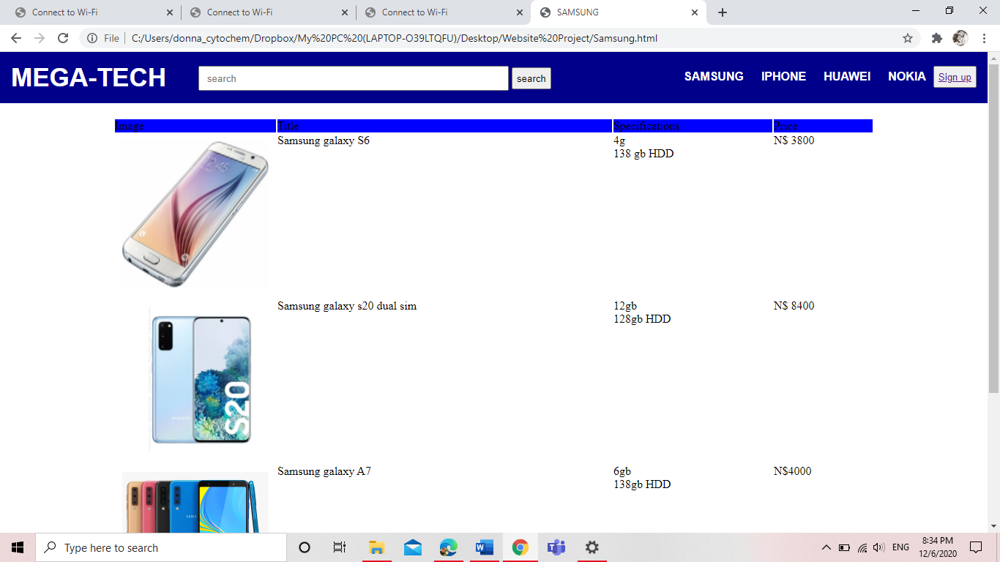 Connect to Wi-Fi Connect to Wi-Fi Connect to Wi-Fi SAMSUNG
File C:/Users/donna_cytochem/Dropbox/My%20PC%20(LAPTOP-O39LTQFU)/Desktop/Website%20Project/Samsung.html
MEGA-TECH search search SAMSUNG IPHONE HUAWEI NOKIA Sign up
Image Title Specifications Price
Samsung galaxy S6 4g N$ 3800
138 gb HDD
12:45
Samsung galaxy s20 dual sim 12gb N$ 8400
128gb HDD
S20
SAMSUNG
Samsung galaxy A7 6gb N$4000
138gb HDD
Type here to search ENG 8:34 PM
12/6/2020